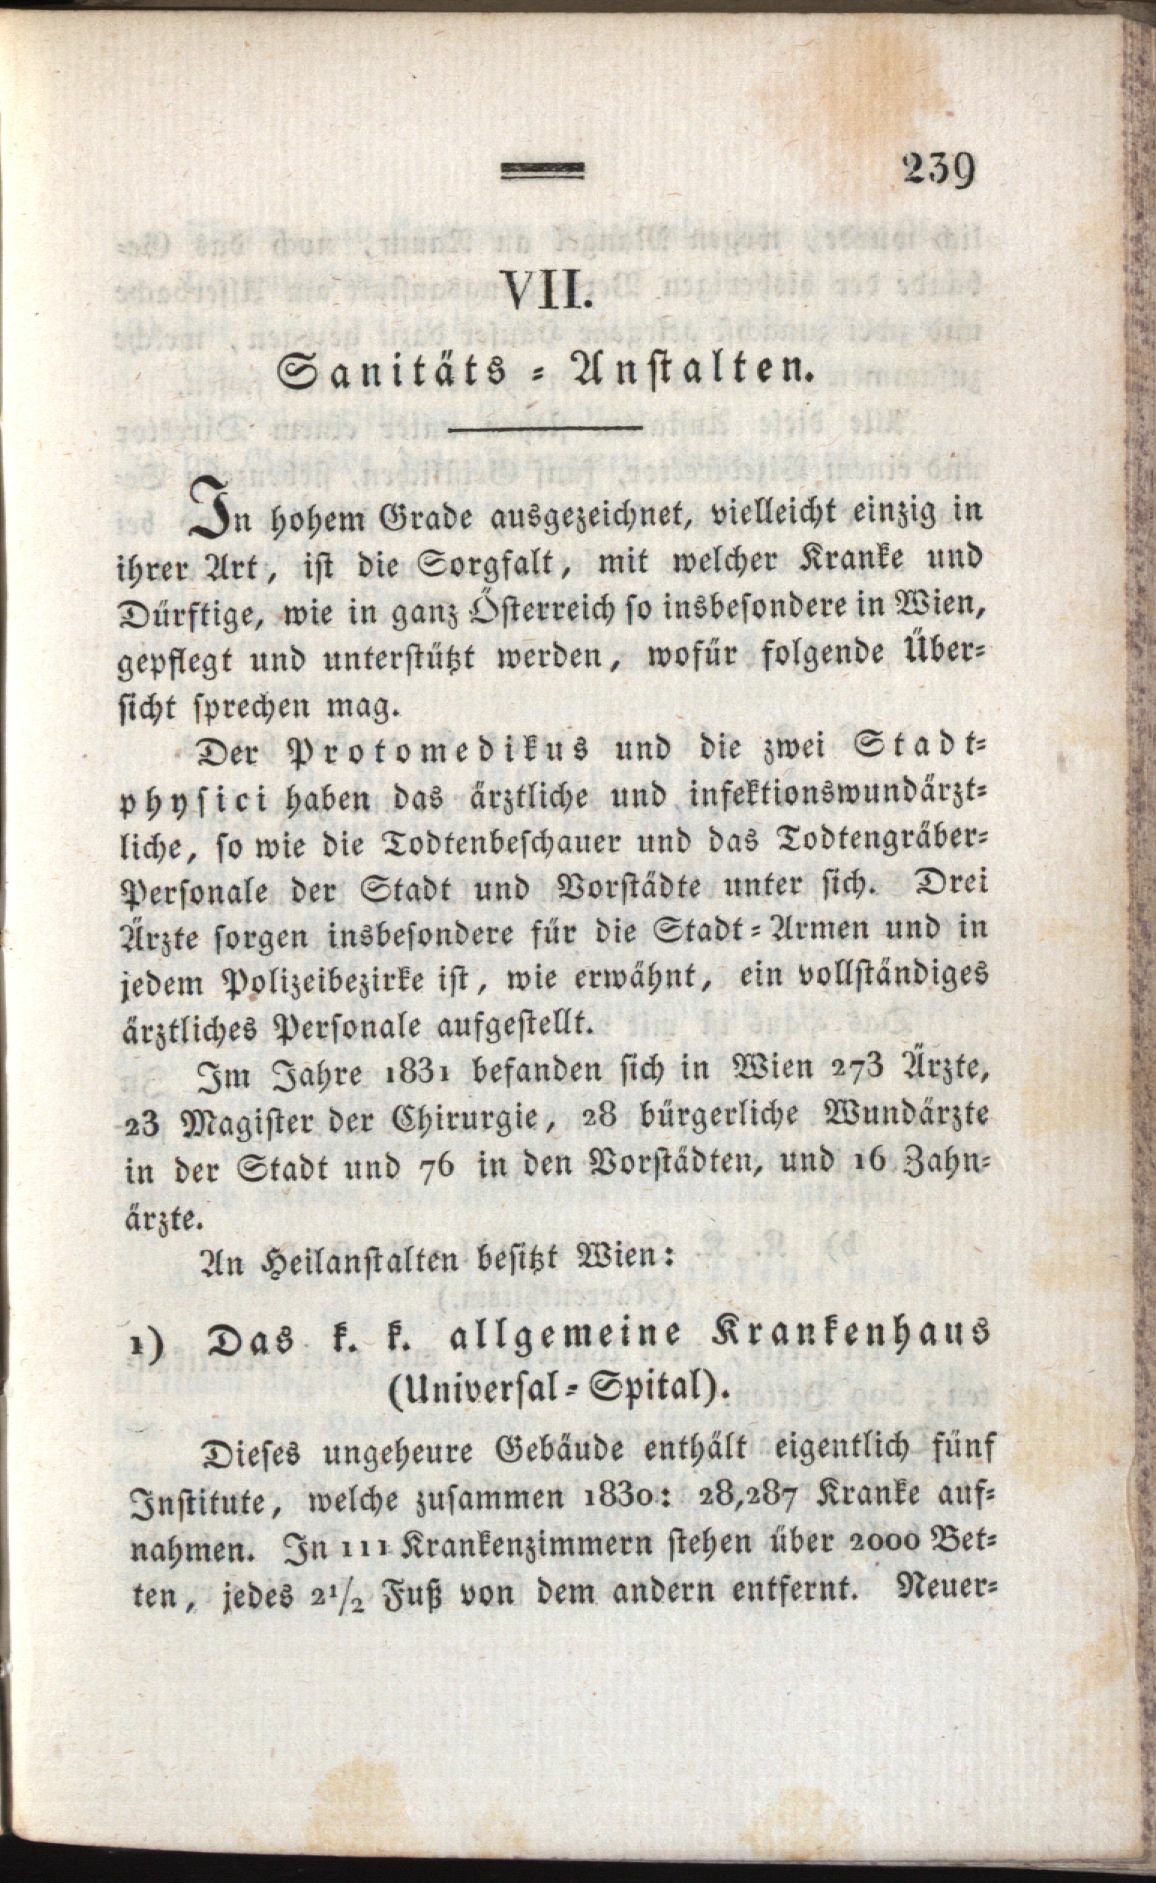 239
VII.
Sanitäts-Anstalten.
In hohem Grade ausgezeichnet, vielleicht einzig in
ihrer Art, ist die Sorgfalt, mit welcher Kranke und
Dürftige, wie in ganz Österreich so insbesondere in Wien,
gepflegt und unterstützt werden, wofür folgende Über-
sicht sprechen mag.
Der Protomedikus und die zwei Stadt-
physici haben das ärztliche und infektionswundärzt-
liche, so wie die Todtenbeschauer und das Todtengräber-
Personale der Stadt und Vorstädte unter sich. Drei
Ärzte sorgen insbesondere für die Stadt-Armen und in
jedem Polizeibezirke ist, wie erwähnt, ein vollständiges
ärztliches Personale aufgestellt.
Im Jahre 1831 befanden sich in Wien 273 Ärzte,
23 Magister der Chirurgie, 28 bürgerliche Wundärzte
in der Stadt und 76 in den Vorstädten, und 16 Zahn-
ärzte.
An Heilanstalten besitzt Wien:
1) Das k. k. allgemeine Krankenhaus
(Universal-Spital).
Dieses ungeheure Gebäude enthält eigentlich fünf
Institute, welche zusammen 1830: 28,287 Kranke auf-
nahmen. In 111 Krankenzimmern stehen über 2000 Bet-
ten, jedes 2 1/2 Fuß von dem andern entfernt. Neuer-